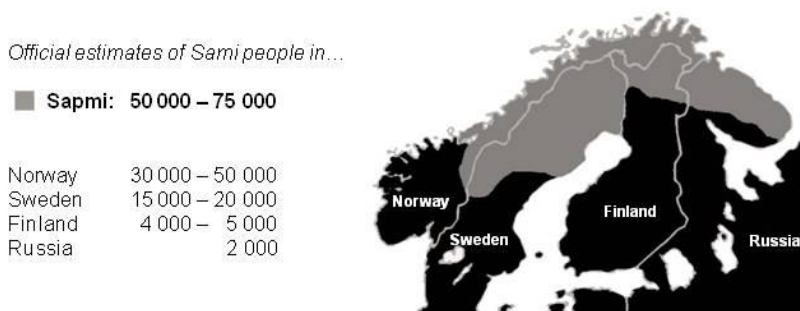 Official estimates of Sami people in…
Sapmi: 50 000 – 75 000
Norway 30 000 – 50 000
Sweden 15 000 – 20 000
Finland 4 000 – 5 000
Russia 2 000
Norway
Sweden
Finland
Russia